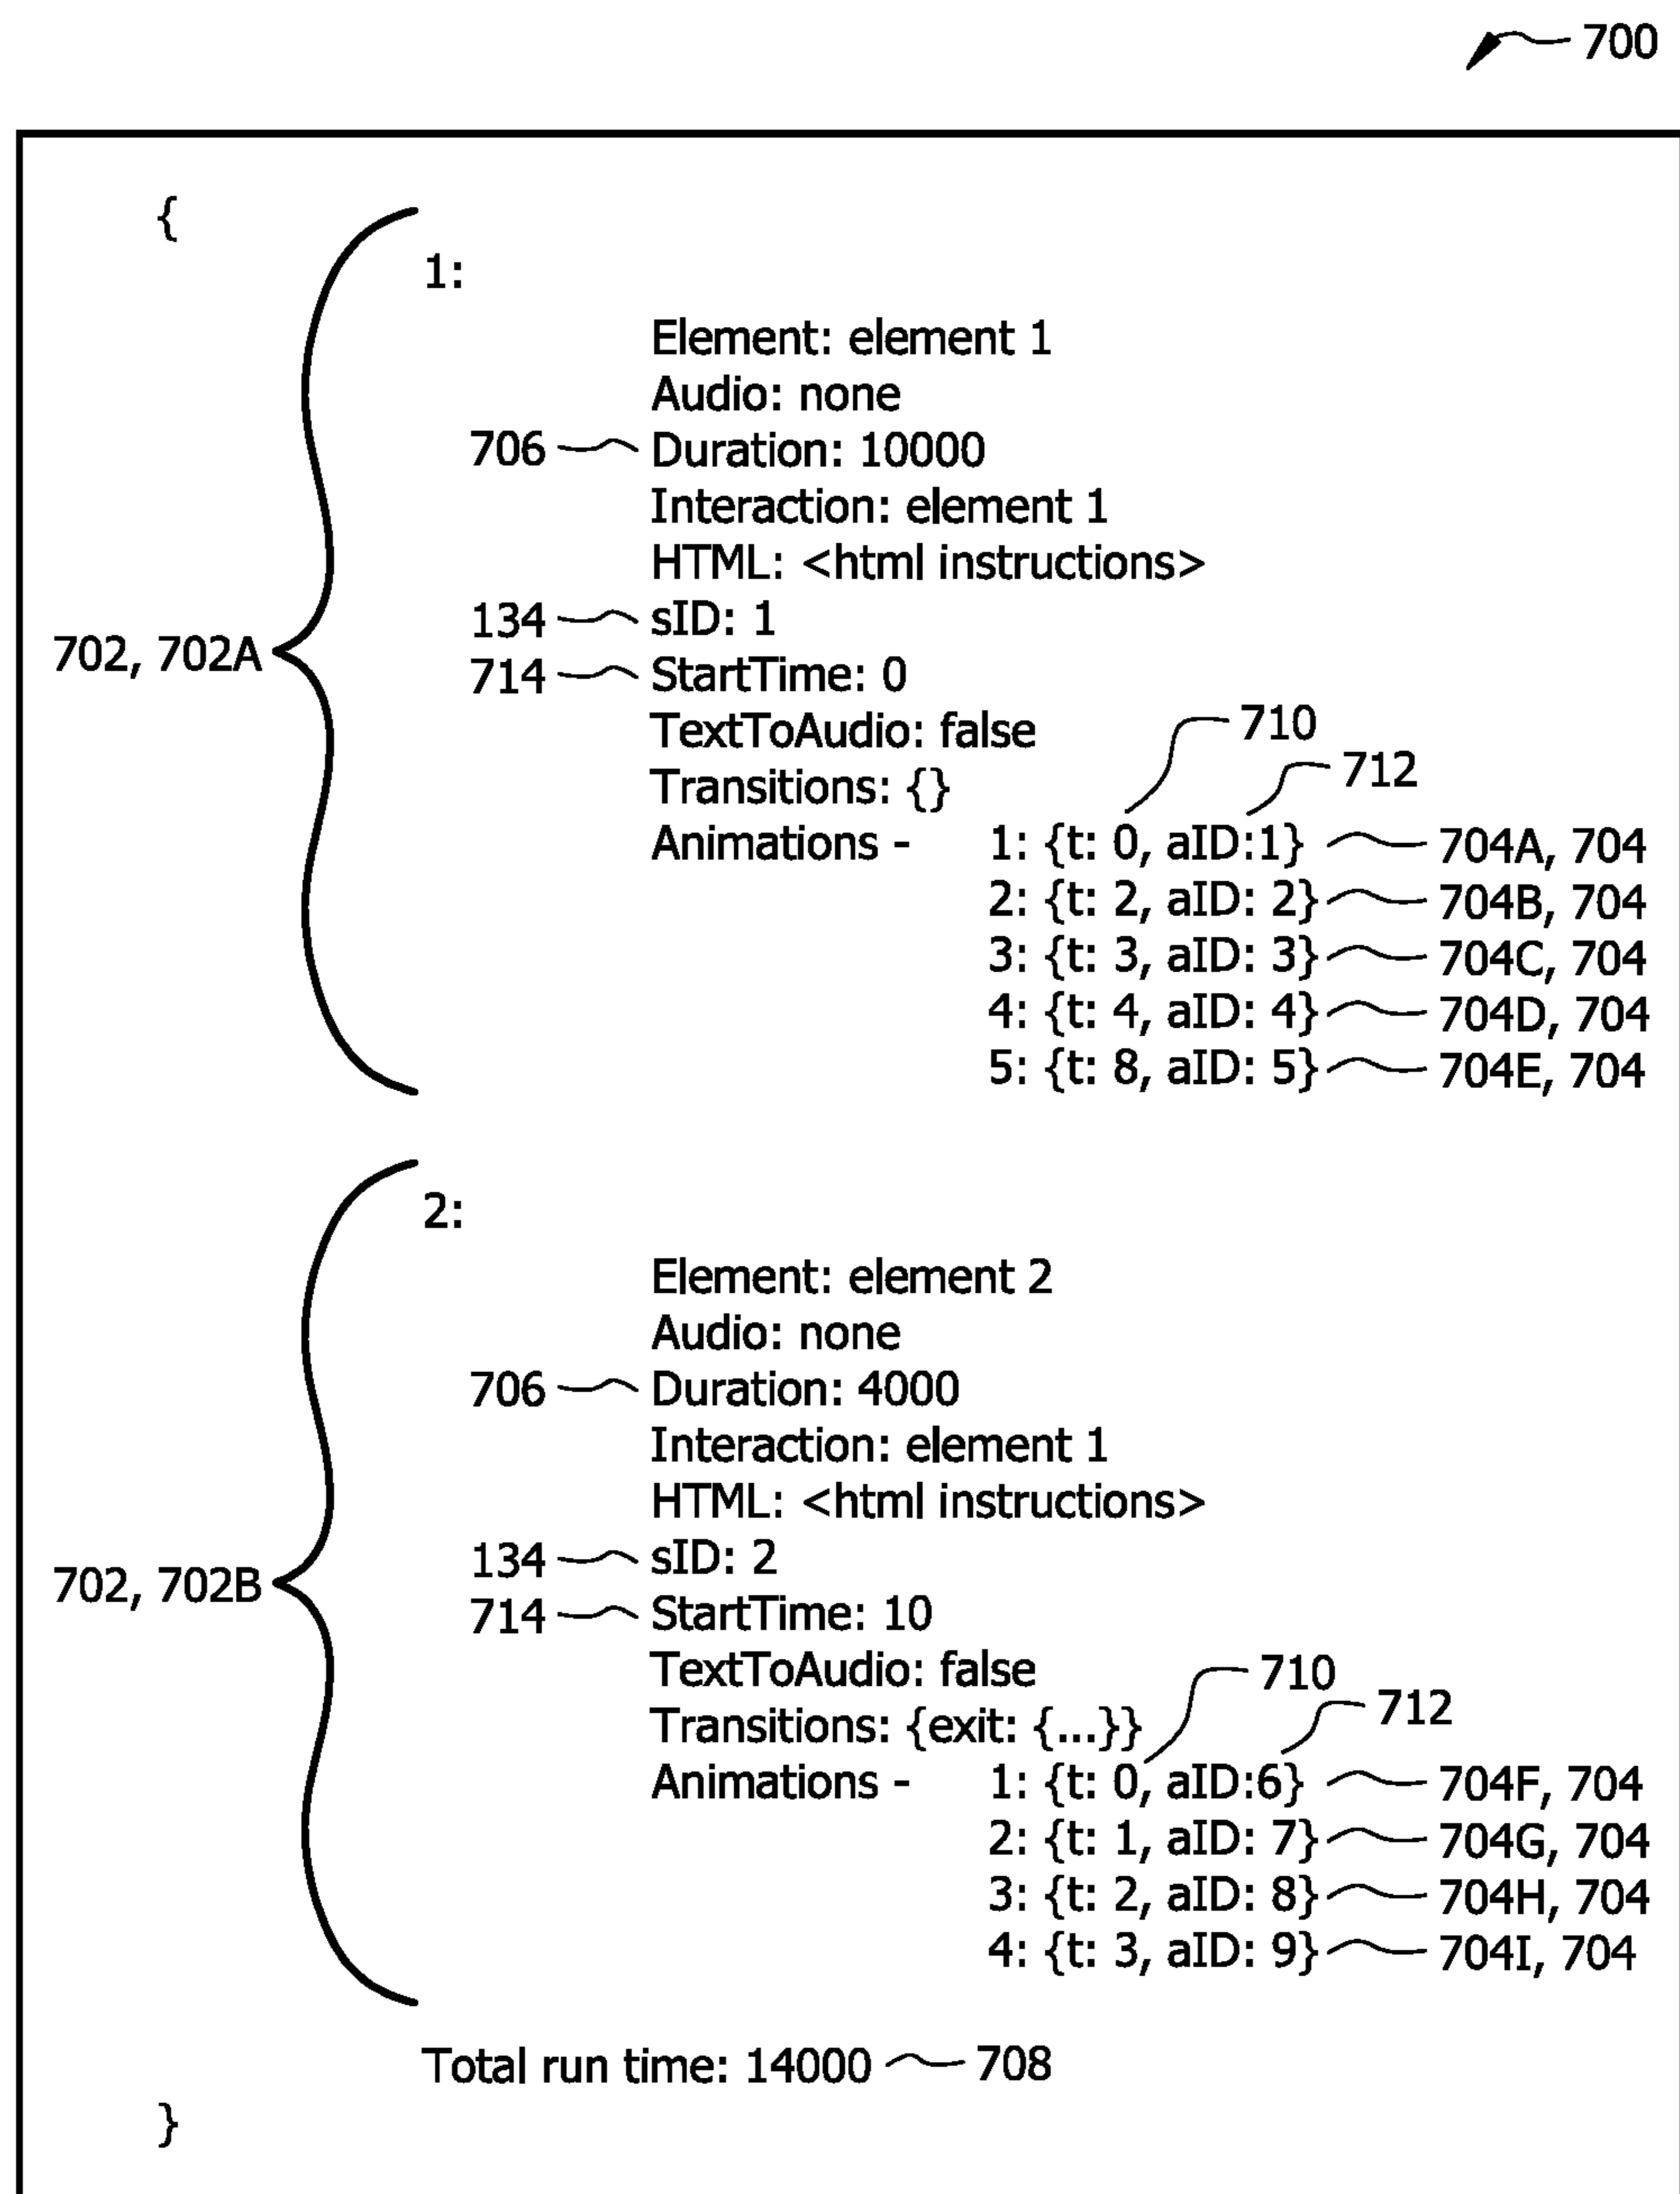 700
{
1:
Element: element 1
Audio: none
706 Duration: 10000
Interaction: element 1
HTML: <html instructions>
134 sID: 1
702, 702A
714 StartTime: 0
TextToAudio: false
710
Transitions: {}
712
Animations - 1: {t: 0, aID:1} 704A, 704
2: {t: 2, aID: 2} 704B, 704
3: {t: 3, aID: 3} 704C, 704
4: {t: 4, aID: 4} 704D, 704
5: {t: 8, aID: 5} 704E, 704
2:
Element: element 2
Audio: none
706 Duration: 4000
Interaction: element 1
HTML: <html instructions>
134 sID: 2
702, 702B
714 StartTime: 10
TextToAudio: false 710
Transitions: {exit: {...}} 712
Animations - 1: {t: 0, aID:6} 704F, 704
2: {t: 1, aID: 7} 704G, 704
3: {t: 2, aID: 8} 704H, 704
4: {t: 3, aID: 9} 704I, 704
Total run time: 14000 708
}